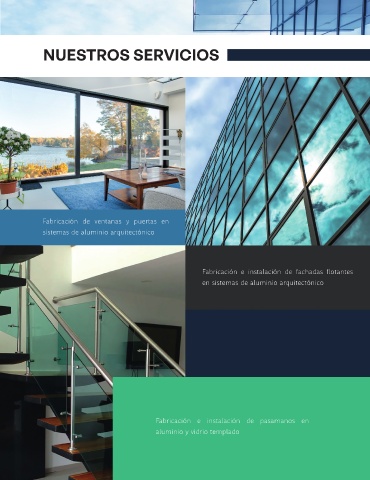 NUESTROS SERVICIOS
Fabricación de ventanas y puertas en
sistemas de aluminio arquitectónico
Fabricación e instalación de fachadas flotantes
en sistemas de aluminio arquitectónico
Fabricación e instalación de pasamanos en
aluminio y vidrio templado